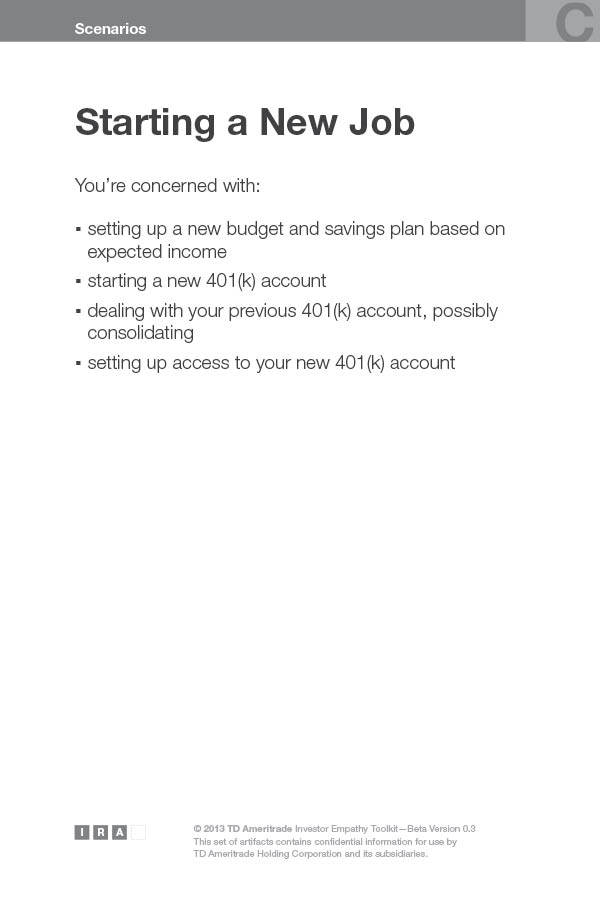 Scenarios
C
Starting a New Job
You’re concerned with:
▪ setting up a new budget and savings plan based on
expected income
▪ starting a new 401(k) account
▪ dealing with your previous 401(k) account, possibly
consolidating
▪ setting up access to your new 401(k) account
I R A
© 2013 TD Ameritrade Investor Empathy Toolkit—Beta Version 0.3
This set of artifacts contains confidential information for use by
TD Ameritrade Holding Corporation and its subsidiaries.